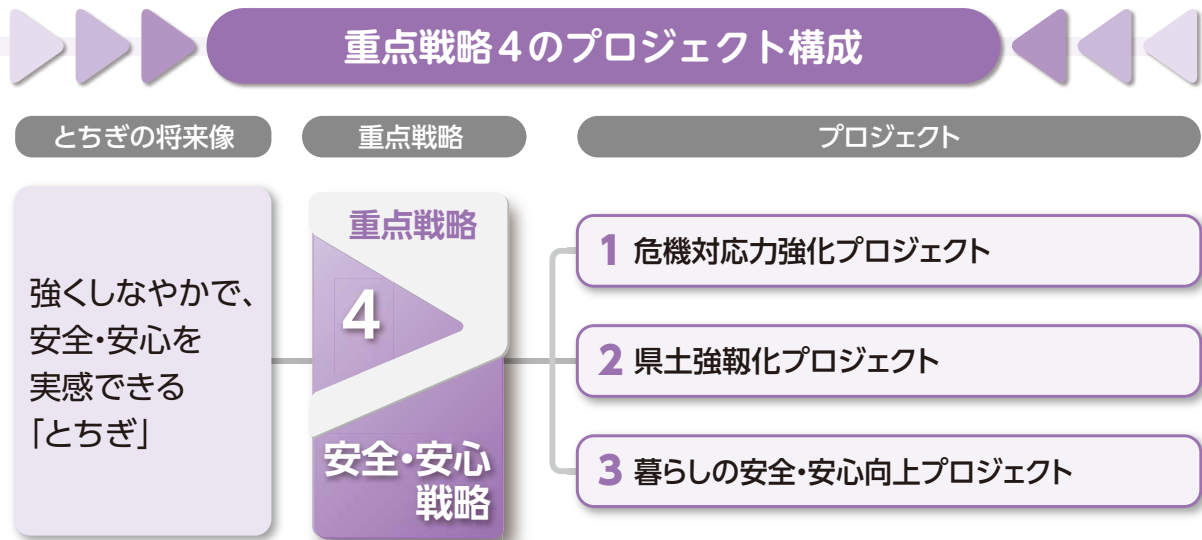 重点戦略4のプロジェクト構成
とちぎの将来像
重点戦略
プロジェクト
強くしなやかで、
安全・安心を
実感できる
「とちぎ」
重点戦略
4
安全・安心
戦略
1 危機対応力強化プロジェクト
2 県土強靱化プロジェクト
3 暮らしの安全・安心向上プロジェクト